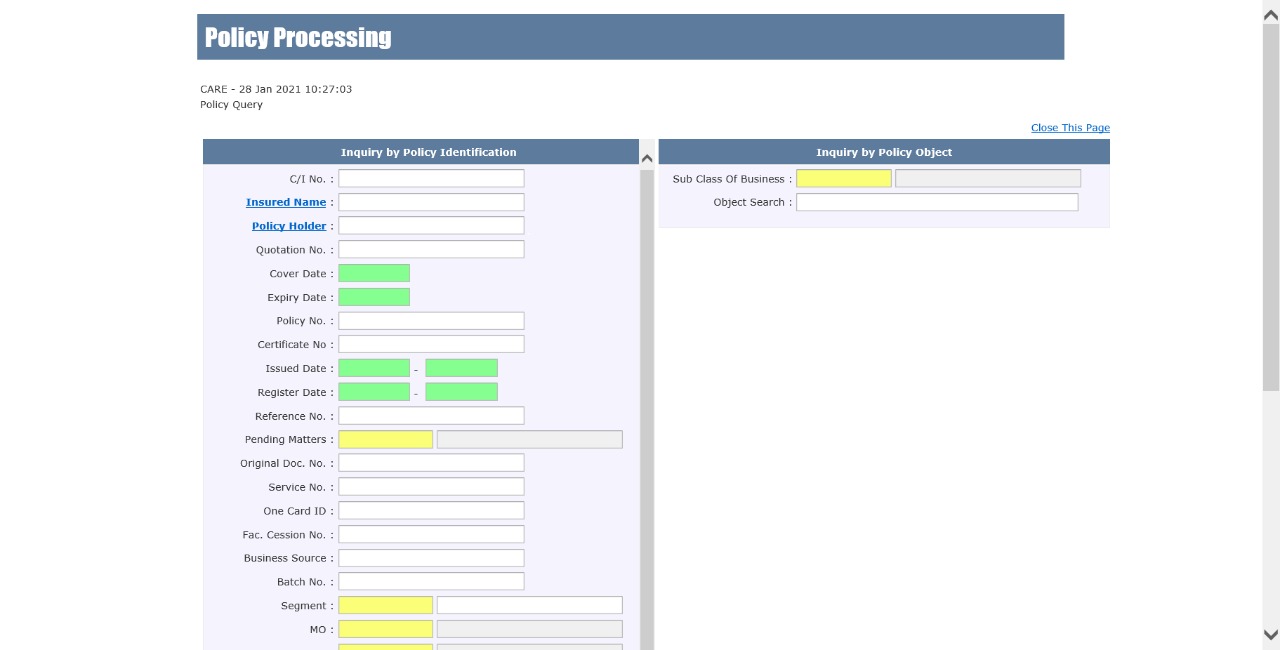 Policy Processing
CARE - 28 Jan 2021 10:27:03
Policy Query
Close This Page
Inquiry by Policy Identification
C/I No. :
Insured Name :
Policy Holder :
Quotation No. :
Cover Date :
Expiry Date :
Policy No. :
Certificate No :
Issued Date : -
Register Date : -
Reference No. :
Pending Matters :
Original Doc. No. :
Service No. :
One Card ID :
Fac. Cession No. :
Business Source :
Batch No. :
Segment :
MO :
Inquiry by Policy Object
Sub Class Of Business :
Object Search :